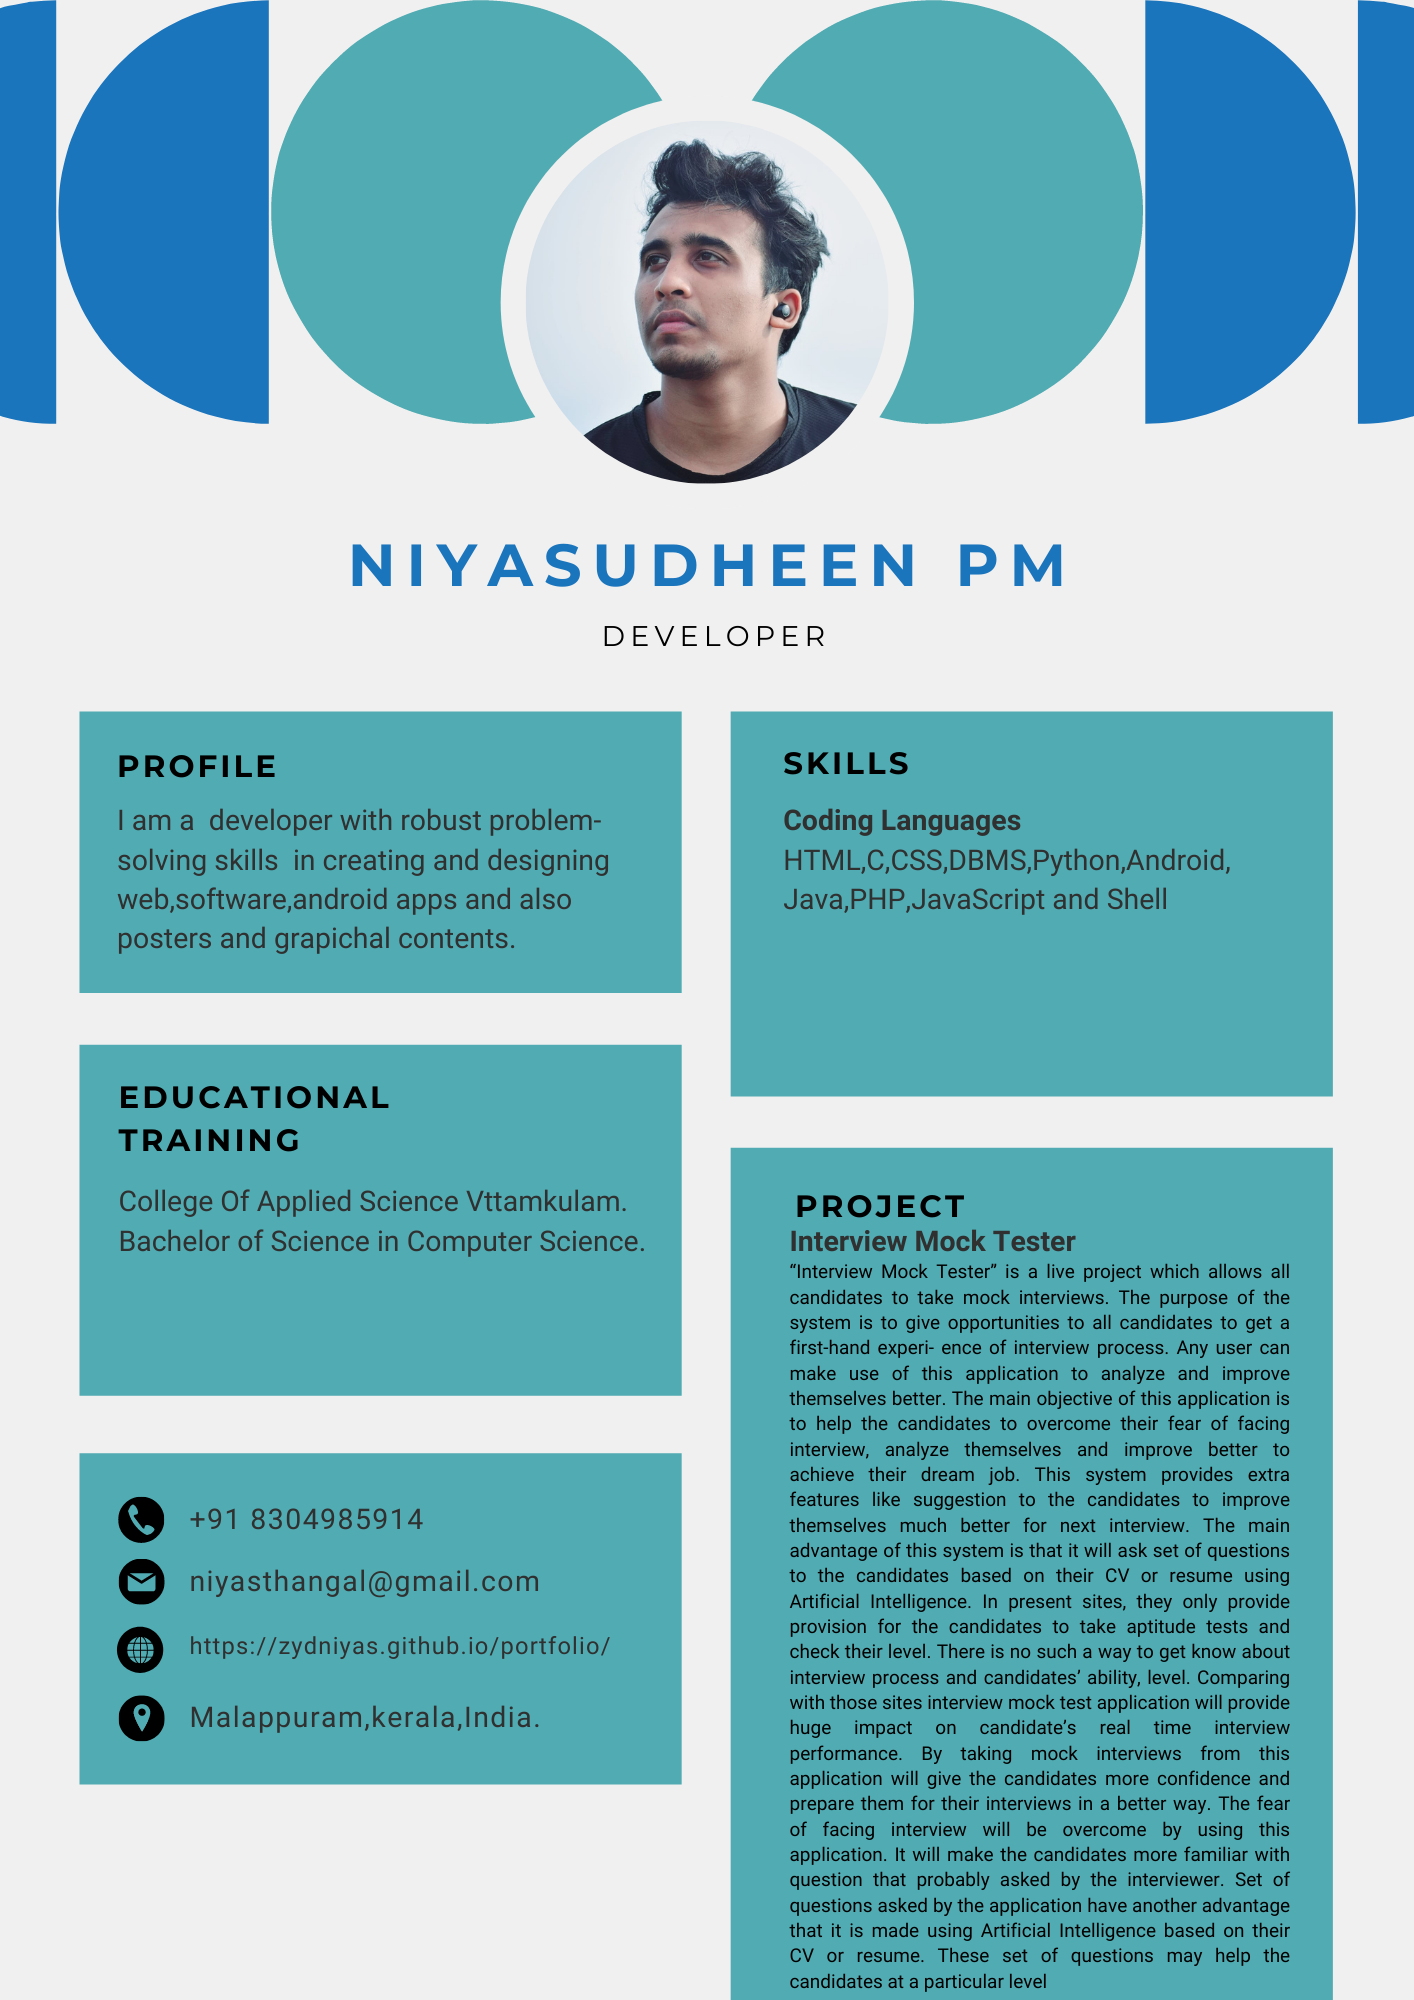 NIYASUDHEEN PM
DEVELOPER
PROFILE
I am a  developer with robust problem-
solving skills  in creating and designing
web,software,android apps and also
posters and grapichal contents.
EDUCATIONAL
TRAINING
College Of Applied Science Vttamkulam.
Bachelor of Science in Computer Science.
+91 8304985914
niyasthangal@gmail.com
https://zydniyas.github.io/portfolio/
Malappuram,kerala,India.
SKILLS
Coding Languages
HTML,C,CSS,DBMS,Python,Android,
Java,PHP,JavaScript and Shell
PROJECT
Interview Mock Tester
“Interview Mock Tester” is a live project which allows all
candidates to take mock interviews. The purpose of the
system is to give opportunities to all candidates to get a
first-hand experi- ence of interview process. Any user can
make use of this application to analyze and improve
themselves better. The main objective of this application is
to help the candidates to overcome their fear of facing
interview, analyze themselves and improve better to
achieve their dream job. This system provides extra
features like suggestion to the candidates to improve
themselves much better for next interview. The main
advantage of this system is that it will ask set of questions
to the candidates based on their CV or resume using
Artificial Intelligence. In present sites, they only provide
provision for the candidates to take aptitude tests and
check their level. There is no such a way to get know about
interview process and candidates’ ability, level. Comparing
with those sites interview mock test application will provide
huge impact on candidate’s real time interview
performance. By taking mock interviews from this
application will give the candidates more confidence and
prepare them for their interviews in a better way. The fear
of facing interview will be overcome by using this
application. It will make the candidates more familiar with
question that probably asked by the interviewer. Set of
questions asked by the application have another advantage
that it is made using Artificial Intelligence based on their
CV or resume. These set of questions may help the
candidates at a particular level